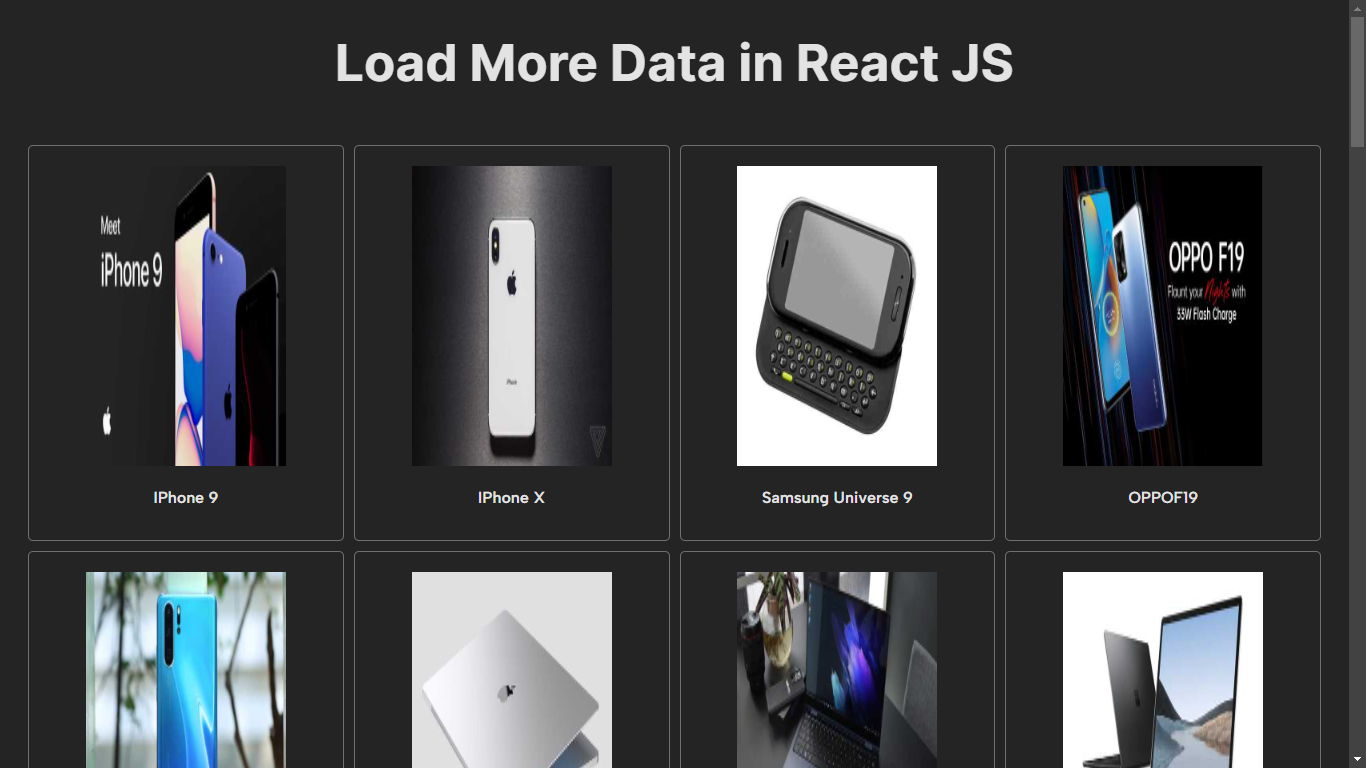 Load More Data in React JS
Meet
iPhone 9
OPPO F19
Flaunt your Nights with
33W Flash Charge
IPhone 9
IPhone X
Samsung Universe 9
OPPOF19